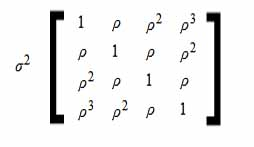 σ² [ 1 ρ ρ² ρ³
ρ 1 ρ ρ²
ρ² ρ 1 ρ
ρ³ ρ² ρ 1 ]